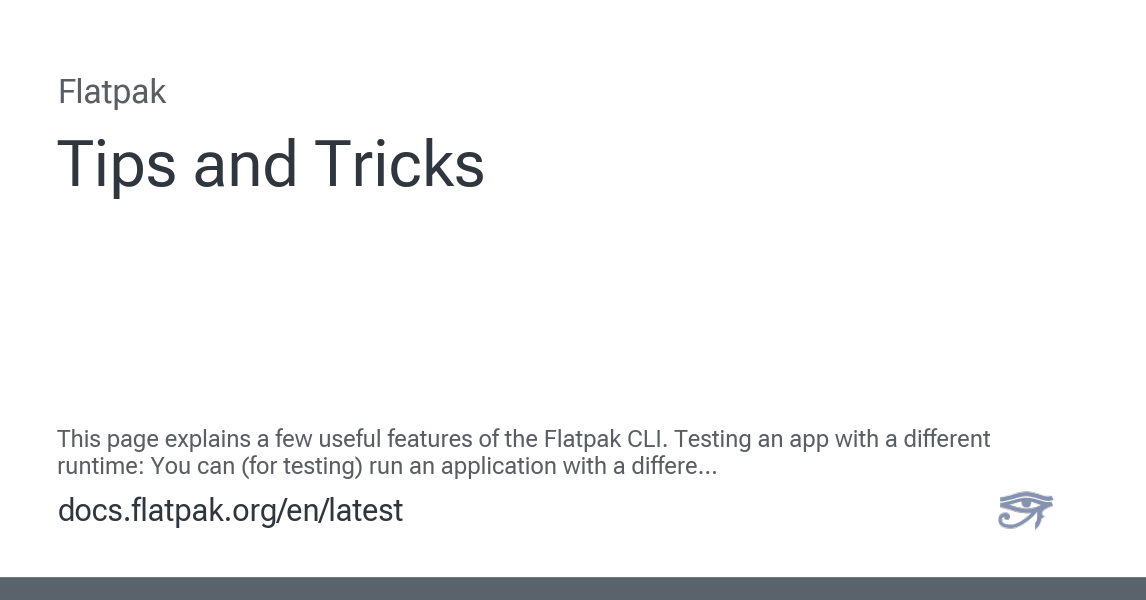 Flatpak
Tips and Tricks
This page explains a few useful features of the Flatpak CLI. Testing an app with a different
runtime: You can (for testing) run an application with a differe...
docs.flatpak.org/en/latest